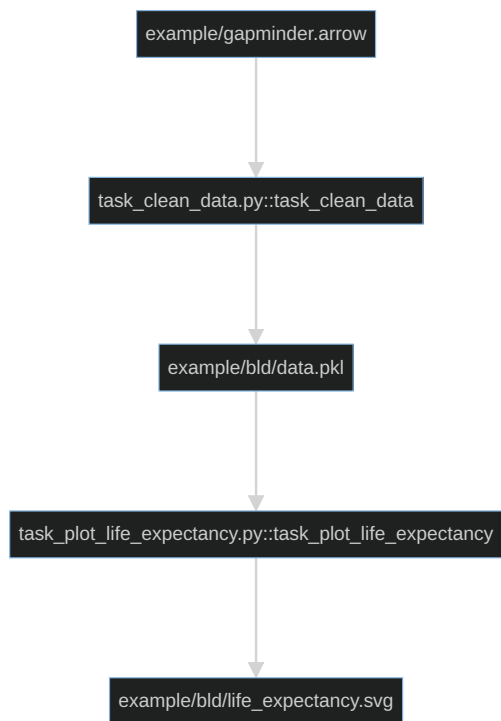 example/gapminder.arrow
task_clean_data.py::task_clean_data
example/bld/data.pkl
task_plot_life_expectancy.py::task_plot_life_expectancy
example/bld/life_expectancy.svg